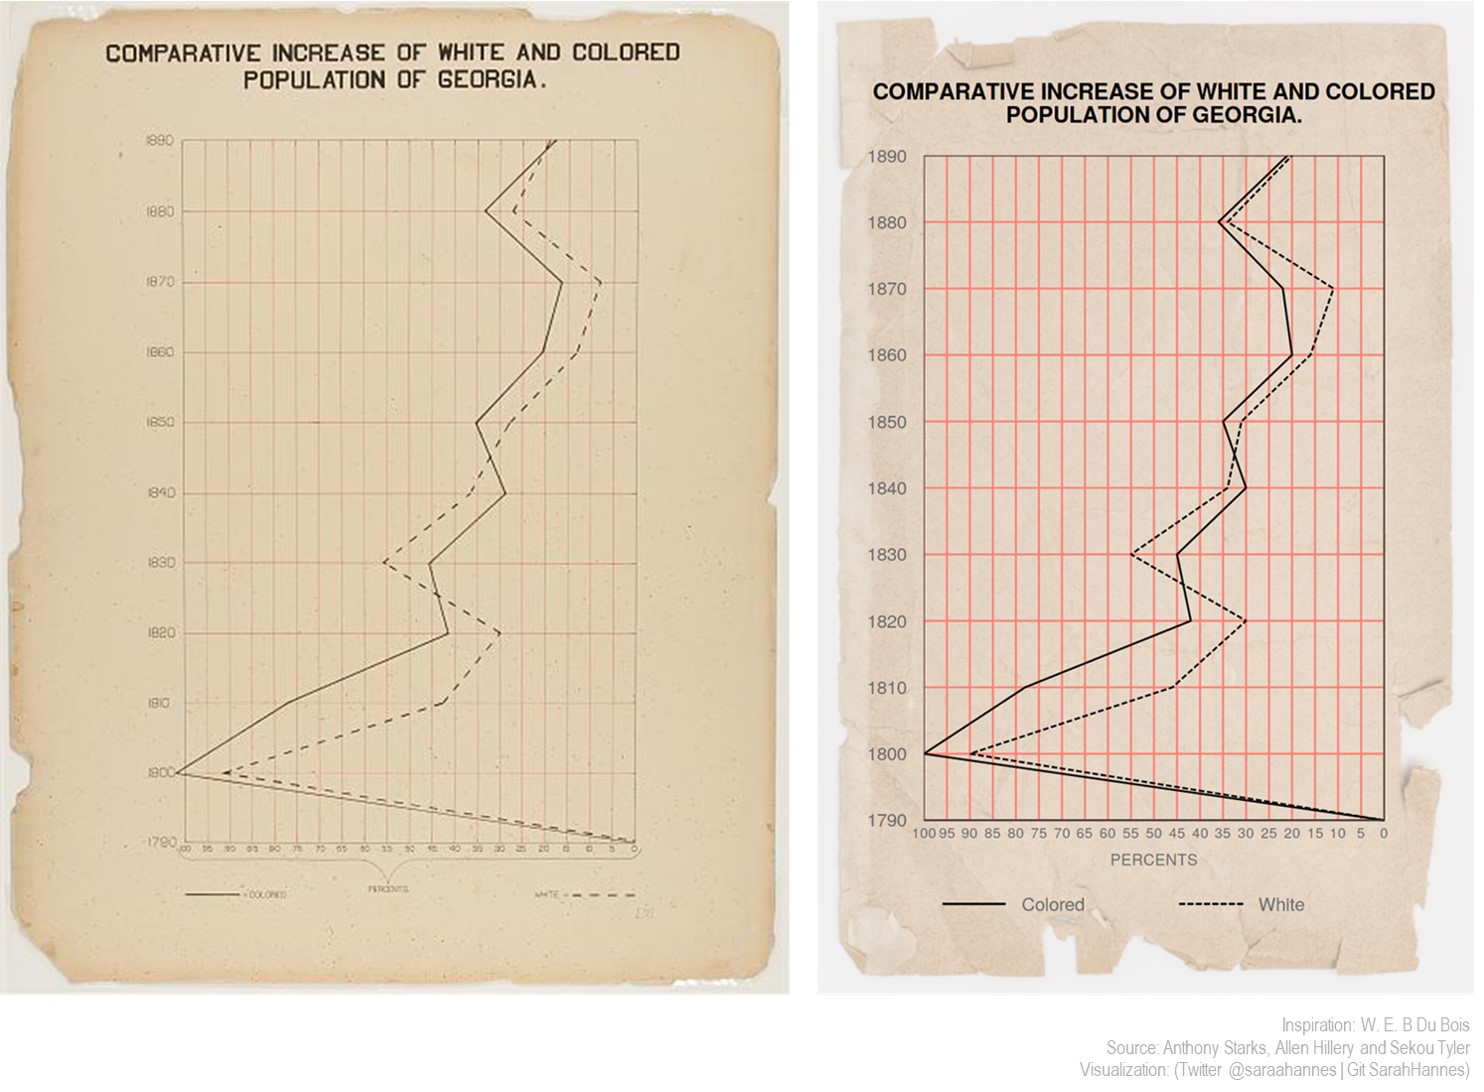 COMPARATIVE INCREASE OF WHITE AND COLORED
POPULATION OF GEORGIA.
1890
1880
1870
1860
1850
1840
1830
1820
1810
1800
1790
100 95 90 85 80 75 70 65 60 55 50 45 40 35 30 25 20 15 10 5 0
PERCENTS
= COLORED
WHITE =
COMPARATIVE INCREASE OF WHITE AND COLORED
POPULATION OF GEORGIA.
1890
1880
1870
1860
1850
1840
1830
1820
1810
1800
1790
100 95 90 85 80 75 70 65 60 55 50 45 40 35 30 25 20 15 10 5 0
PERCENTS
Colored
White
Inspiration: W. E. B Du Bois
Source: Anthony Starks, Allen Hillery and Sekou Tyler
Visualization: (Twitter @saraahannes | Git SarahHannes)